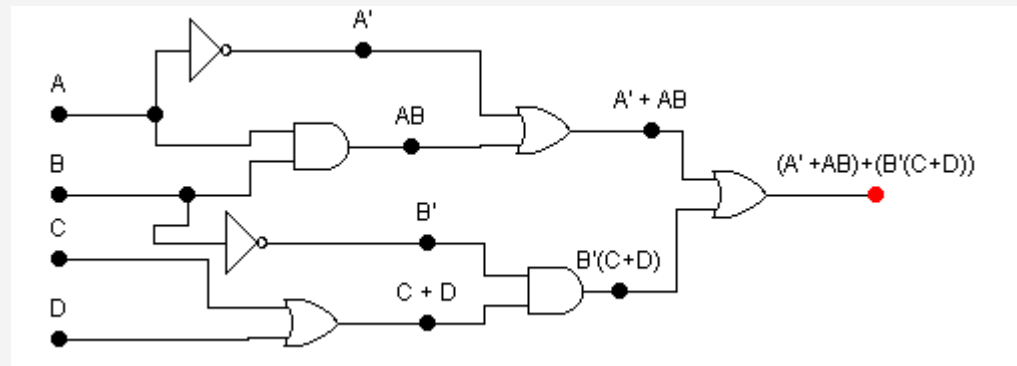 A'
A
AB
A' + AB
B
(A' +AB)+(B'(C+D))
B'
C
B'(C+D)
C + D
D